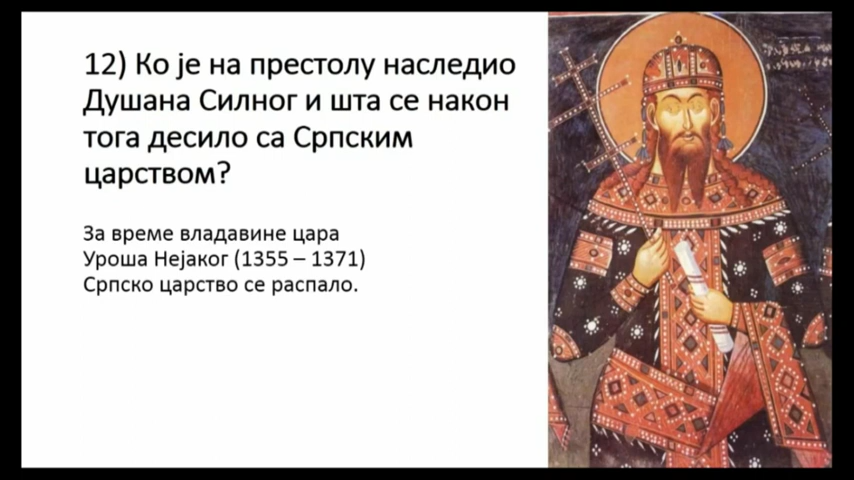 12) Ко је на престолу наследио
Душана Силног и шта се након
тога десило са Српским
царством?
За време владавине цара
Уроша Нејаког (1355 – 1371)
Српско царство се распало.